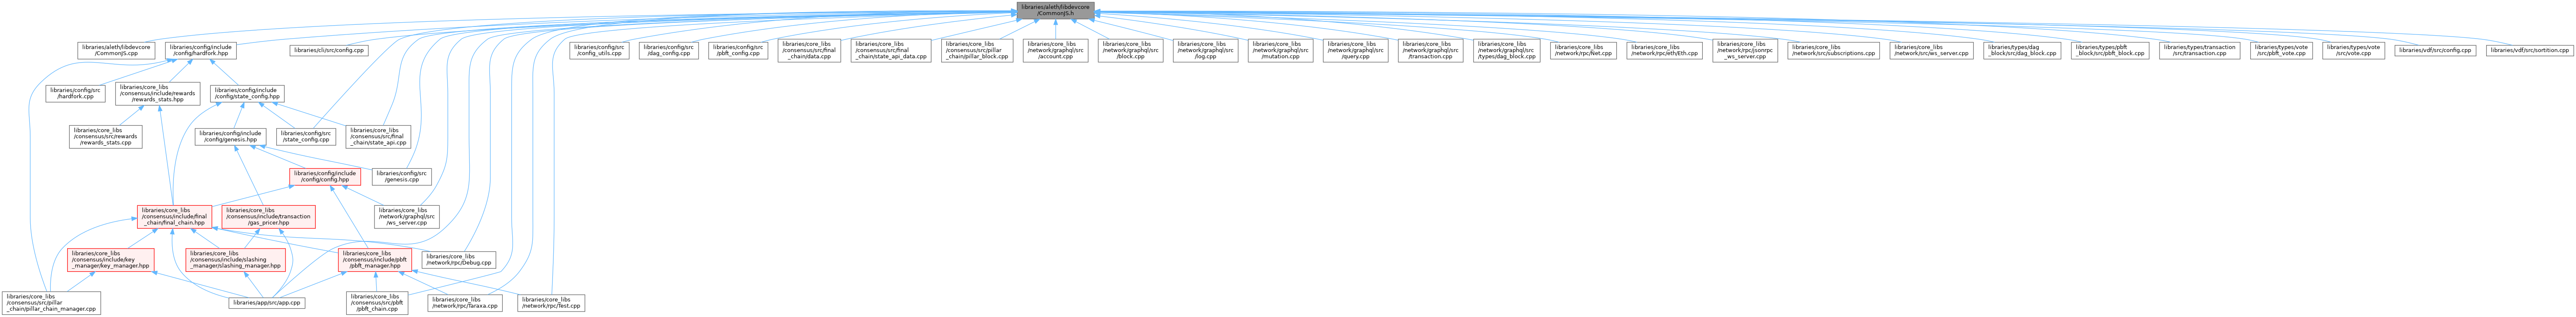 libraries/aleth/libdevcore
/CommonJS.h
libraries/aleth/libdevcore
/CommonJS.cpp
libraries/config/include
/config/hardfork.hpp
libraries/cli/src/config.cpp
libraries/config/src
/config_utils.cpp
libraries/config/src
/dag_config.cpp
libraries/config/src
/pbft_config.cpp
libraries/core_libs
/consensus/src/final
_chain/data.cpp
libraries/core_libs
/consensus/src/final
_chain/state_api_data.cpp
libraries/core_libs
/consensus/src/pillar
_chain/pillar_block.cpp
libraries/core_libs
/network/graphql/src
/account.cpp
libraries/core_libs
/network/graphql/src
/block.cpp
libraries/core_libs
/network/graphql/src
/log.cpp
libraries/core_libs
/network/graphql/src
/mutation.cpp
libraries/core_libs
/network/graphql/src
/query.cpp
libraries/core_libs
/network/graphql/src
/transaction.cpp
libraries/core_libs
/network/graphql/src
/types/dag_block.cpp
libraries/core_libs
/network/rpc/Net.cpp
libraries/core_libs
/network/rpc/eth/Eth.cpp
libraries/core_libs
/network/rpc/jsonrpc
_ws_server.cpp
libraries/core_libs
/network/src/subscriptions.cpp
libraries/core_libs
/network/src/ws_server.cpp
libraries/types/dag
_block/src/dag_block.cpp
libraries/types/pbft
_block/src/pbft_block.cpp
libraries/types/transaction
/src/transaction.cpp
libraries/types/vote
/src/pbft_vote.cpp
libraries/types/vote
/src/vote.cpp
libraries/vdf/src/config.cpp
libraries/vdf/src/sortition.cpp
libraries/config/src
/hardfork.cpp
libraries/core_libs
/consensus/include/rewards
/rewards_stats.hpp
libraries/config/include
/config/state_config.hpp
libraries/core_libs
/consensus/src/rewards
/rewards_stats.cpp
libraries/config/include
/config/genesis.hpp
libraries/config/src
/state_config.cpp
libraries/core_libs
/consensus/src/final
_chain/state_api.cpp
libraries/config/include
/config/config.hpp
libraries/config/src
/genesis.cpp
libraries/core_libs
/consensus/include/final
_chain/final_chain.hpp
libraries/core_libs
/consensus/include/transaction
/gas_pricer.hpp
libraries/core_libs
/network/graphql/src
/ws_server.cpp
libraries/core_libs
/consensus/include/key
_manager/key_manager.hpp
libraries/core_libs
/consensus/include/slashing
_manager/slashing_manager.hpp
libraries/core_libs
/consensus/include/pbft
/pbft_manager.hpp
libraries/core_libs
/network/rpc/Debug.cpp
libraries/core_libs
/consensus/src/pillar
_chain/pillar_chain_manager.cpp
libraries/app/src/app.cpp
libraries/core_libs
/consensus/src/pbft
/pbft_chain.cpp
libraries/core_libs
/network/rpc/Taraxa.cpp
libraries/core_libs
/network/rpc/Test.cpp